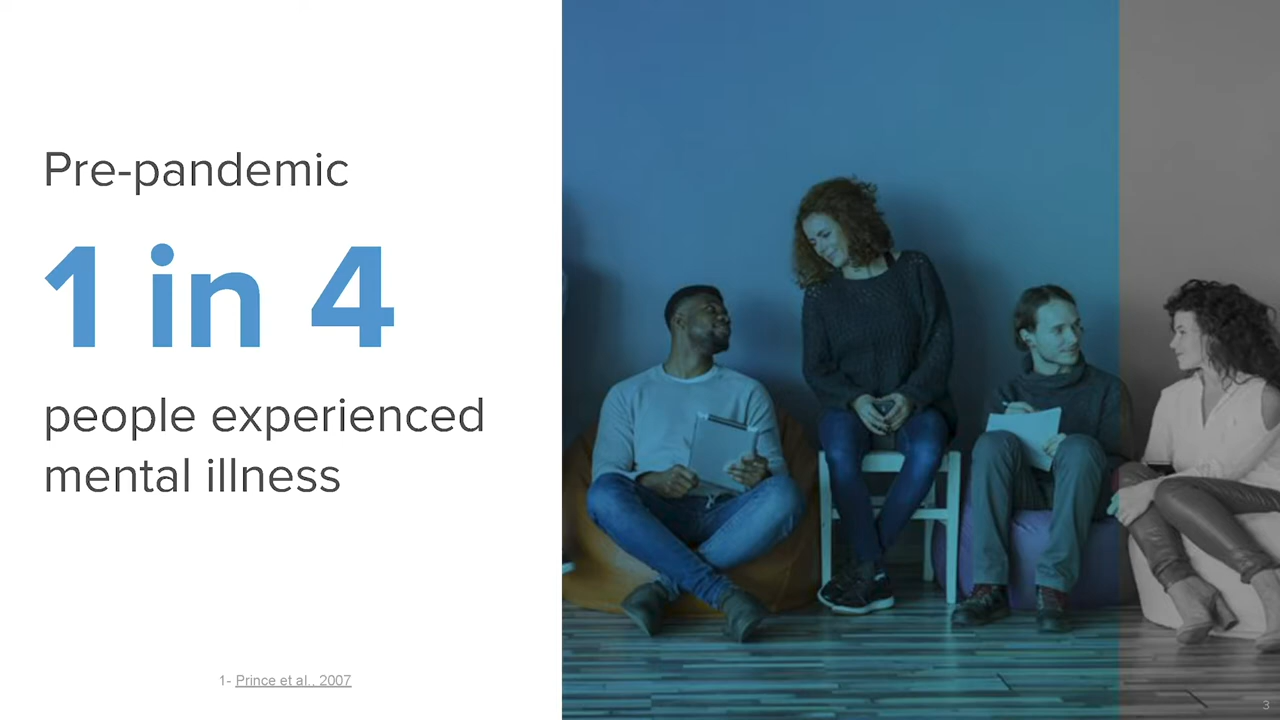 Pre-pandemic
1 in 4
people experienced
mental illness
1- Prince et al., 2007
3